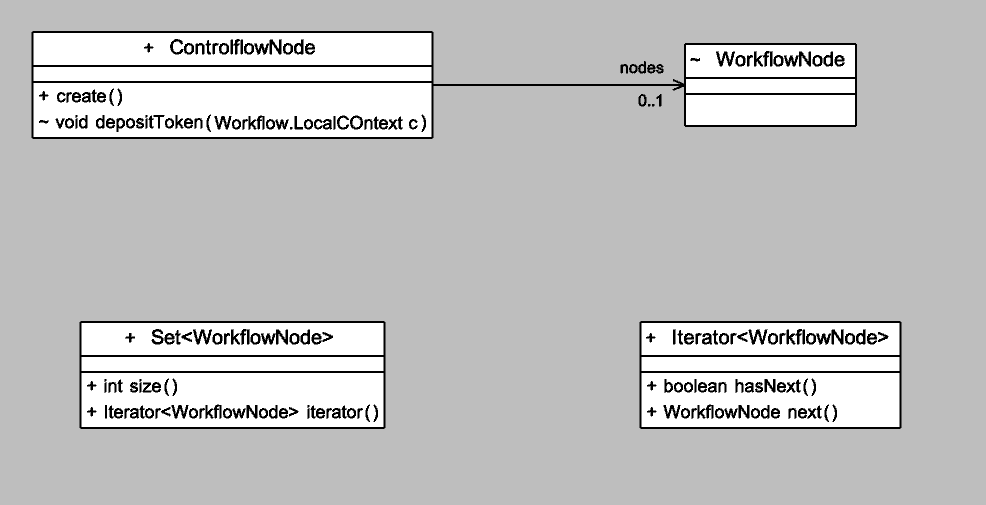 + ControlflowNode
+ create()
~ void depositToken(Workflow.LocalCOntext c)
nodes
0..1
~ WorkflowNode
+ Set<WorkflowNode>
+ int size()
+ Iterator<WorkflowNode> iterator()
+ Iterator<WorkflowNode>
+ boolean hasNext()
+ WorkflowNode next()